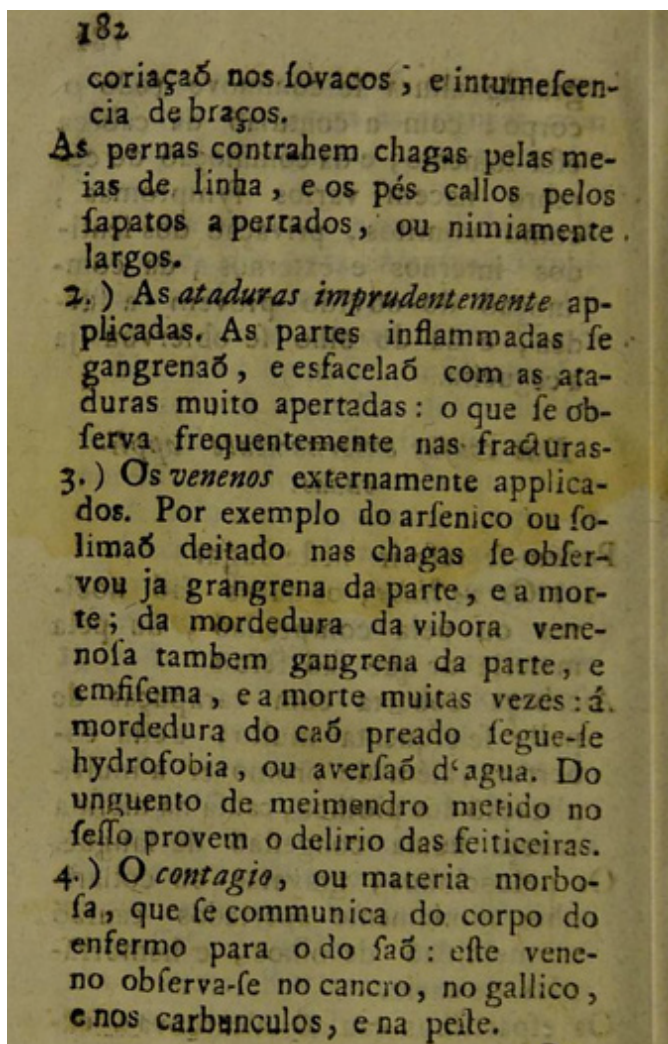 182
coriaçaõ nos ſovacos; e intumeſcen-
cia de braços.
As pernas contrahem chagas pelas me-
ias de linha, e os pés callos pelos
ſapatos apertados, ou nimiamente
largos.
2.) As ataduras imprudentemente ap-
plicadas. As partes inflammadas ſe
gangrenaõ, e esfacelaõ com as ata-
duras muito apertadas: o que ſe ob-
ſerva frequentemente nas fracturas-
3.) Os venenos externamente applica-
dos. Por exemplo do arſenico ou ſo-
limaõ deitado nas chagas ſe obſer-
vou ja grangrena da parte, e a mor-
te; da mordedura da vibora vene-
noſa tambem gangrena da parte, e
emfiſema, e a morte muitas vezes: á
mordedura do caõ preado ſegue-ſe
hydrofobia, ou averſaõ d‘agua. Do
unguento de meimendro metido no
ſeſſo provem o delirio das feiticeiras.
4.) O contagio, ou materia morbo-
ſa, que ſe communica do corpo do
enfermo para o do ſaõ: eſte vene-
no obſerva-ſe no cancro, no gallico,
e nos carbunculos, e na peſte.